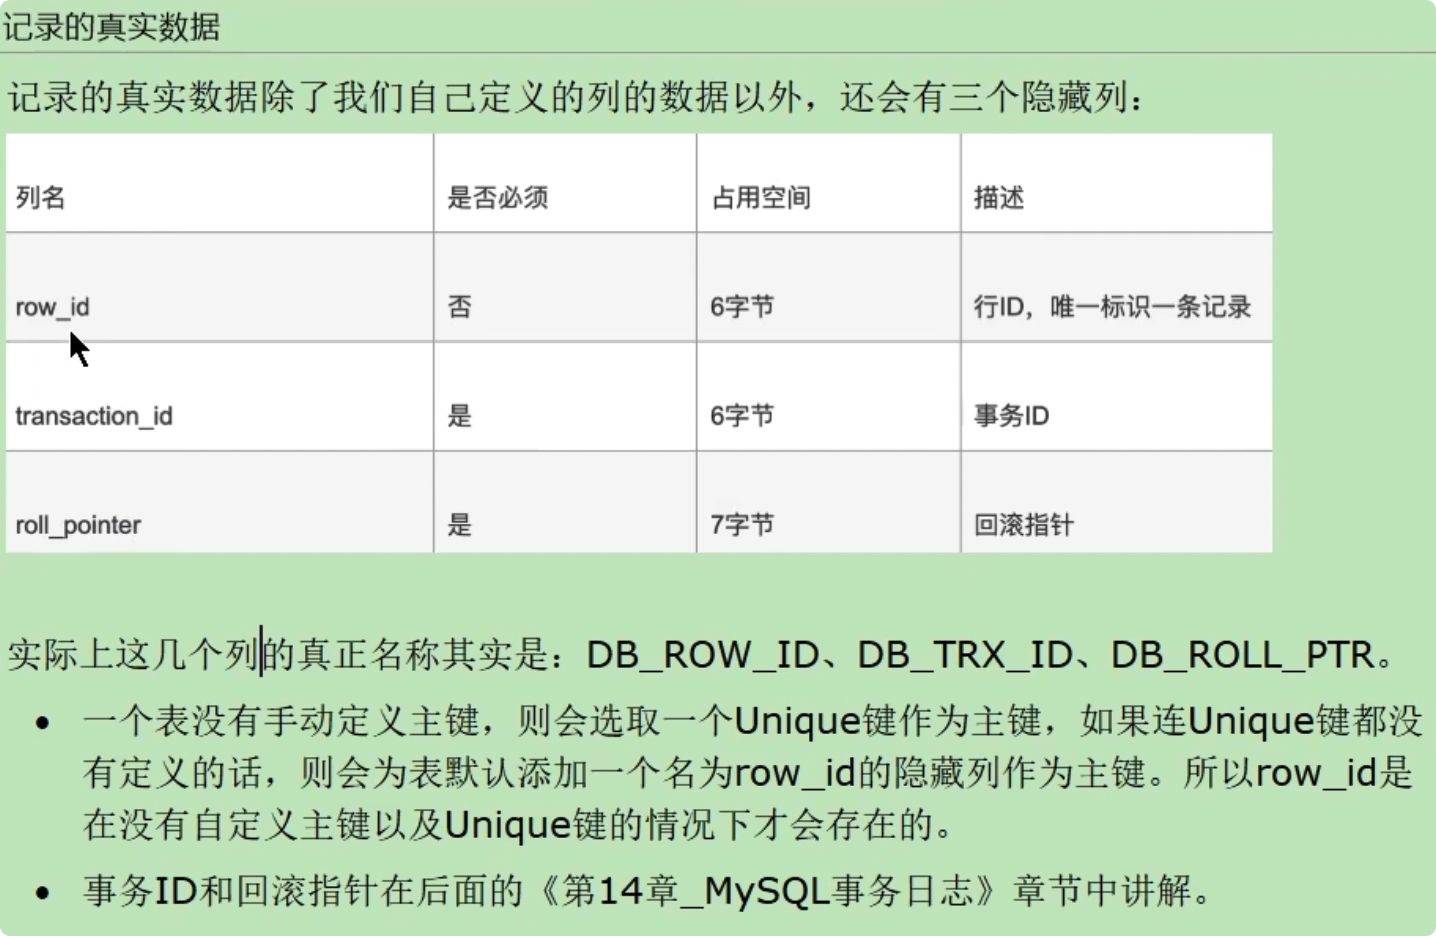 记录的真实数据
记录的真实数据除了我们自己定义的列的数据以外，还会有三个隐藏列：
列名 是否必须 占用空间 描述
row_id 否 6字节 行ID，唯一标识一条记录
transaction_id 是 6字节 事务ID
roll_pointer 是 7字节 回滚指针
实际上这几个列的真正名称其实是：DB_ROW_ID、DB_TRX_ID、DB_ROLL_PTR。
• 一个表没有手动定义主键，则会选取一个Unique键作为主键，如果连Unique键都没
有定义的话，则会为表默认添加一个名为row_id的隐藏列作为主键。所以row_id是
在没有自定义主键以及Unique键的情况下才会存在的。
• 事务ID和回滚指针在后面的《第14章_MySQL事务日志》章节中讲解。